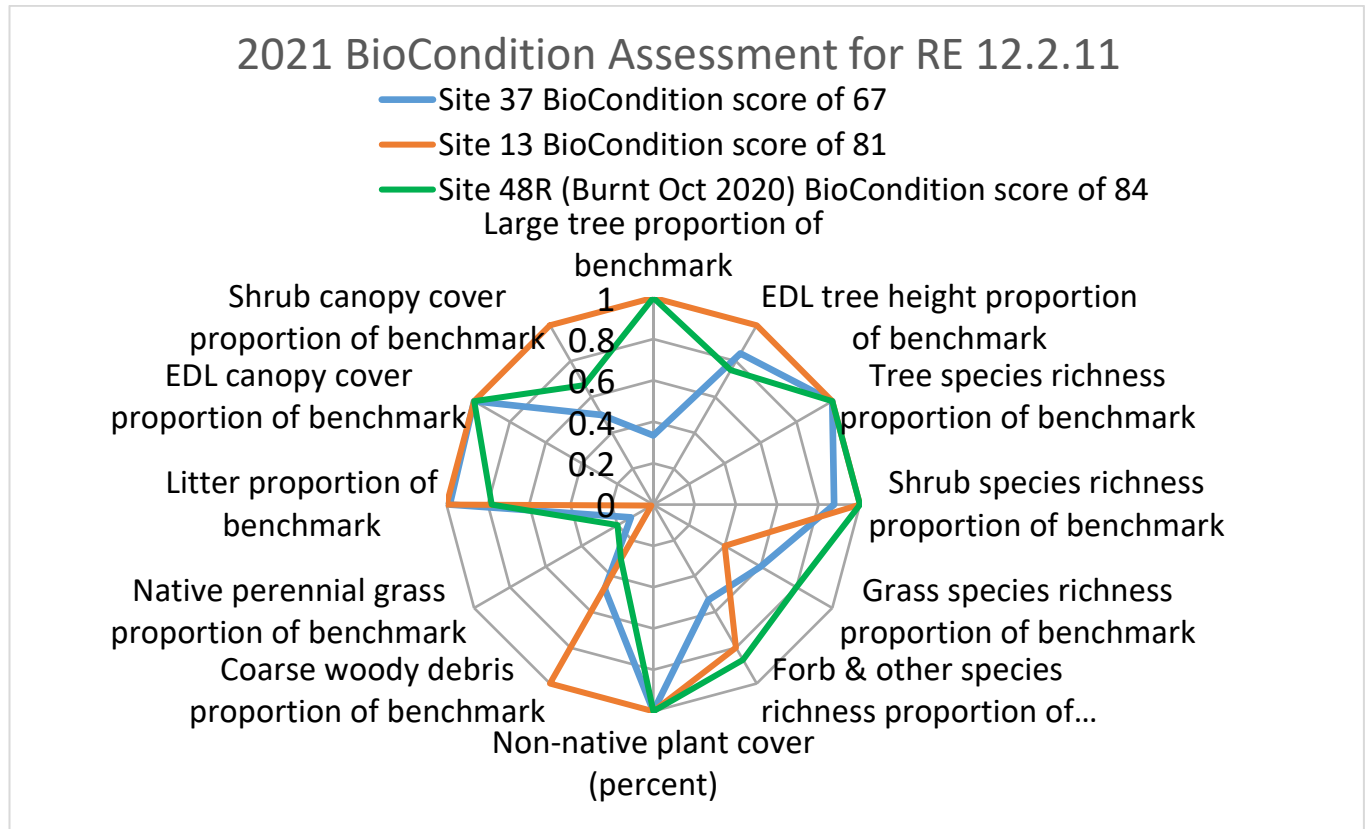 2021 BioCondition Assessment for RE 12.2.11
Site 37 BioCondition score of 67
Site 13 BioCondition score of 81
Site 48R (Burnt Oct 2020) BioCondition score of 84
Large tree proportion of
benchmark
EDL tree height proportion
of benchmark
Tree species richness
proportion of benchmark
Shrub species richness
proportion of benchmark
Grass species richness
proportion of benchmark
Forb & other species
richness proportion of…
Non-native plant cover
(percent)
Coarse woody debris
proportion of benchmark
Native perennial grass
proportion of benchmark
Litter proportion of
benchmark
EDL canopy cover
proportion of benchmark
Shrub canopy cover
proportion of benchmark
1
0.8
0.6
0.4
0.2
0